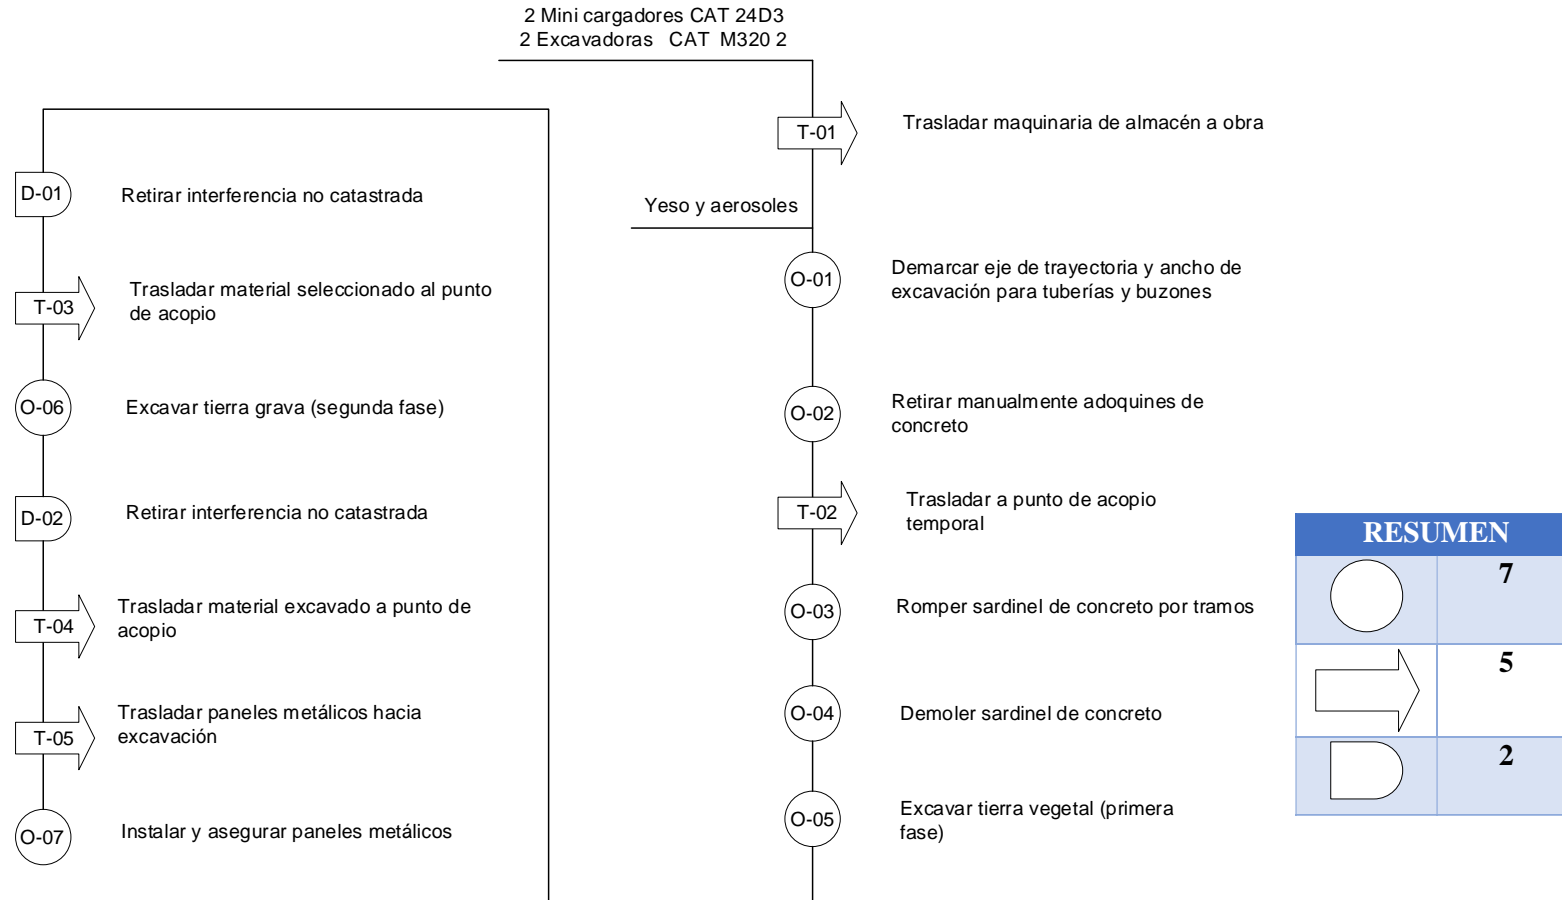 2 Mini cargadores CAT 24D3
2 Excavadoras CAT M320 2
T-01
Trasladar maquinaria de almacén a obra
Yeso y aerosoles
O-01
Demarcar eje de trayectoria y ancho de
excavación para tuberías y buzones
O-02
Retirar manualmente adoquines de
concreto
T-02
Trasladar a punto de acopio
temporal
O-03
Romper sardinel de concreto por tramos
O-04
Demoler sardinel de concreto
O-05
Excavar tierra vegetal (primera
fase)
D-01
Retirar interferencia no catastrada
T-03
Trasladar material seleccionado al punto
de acopio
O-06
Excavar tierra grava (segunda fase)
D-02
Retirar interferencia no catastrada
T-04
Trasladar material excavado a punto de
acopio
T-05
Trasladar paneles metálicos hacia
excavación
O-07
Instalar y asegurar paneles metálicos
RESUMEN
7
5
2